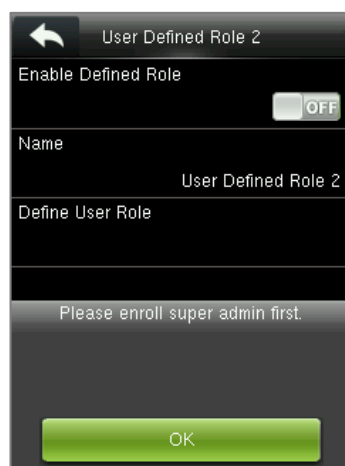 User Defined Role 2
Enable Defined Role
OFF
Name
User Defined Role 2
Define User Role
Please enroll super admin first.
OK